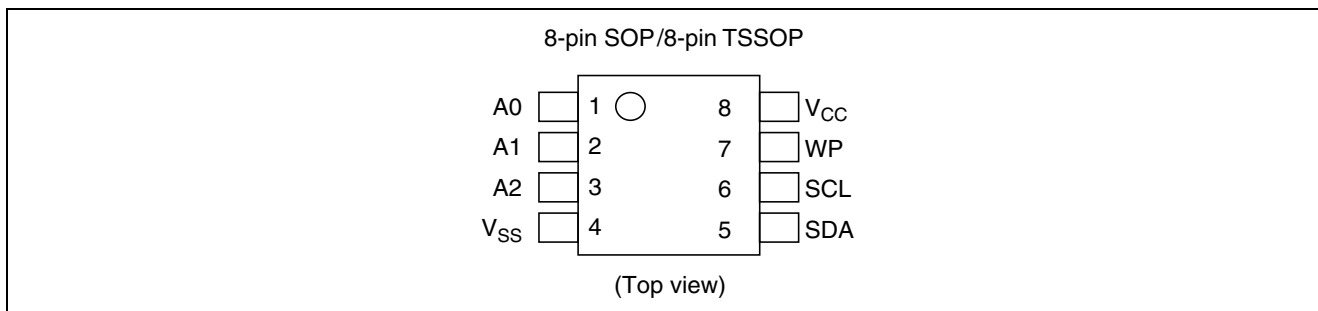 8-pin SOP/8-pin TSSOP
A0 1 8 VCC
A1 2 7 WP
A2 3 6 SCL
VSS 4 5 SDA
(Top view)